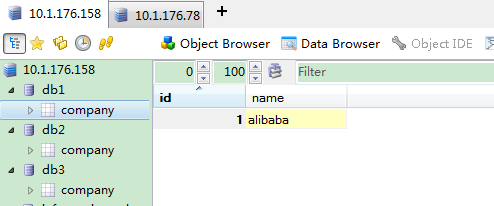 10.1.176.158 10.1.176.78
Object Browser Data Browser Object IDE
10.1.176.158 0 100 Filter
db1 id name
company 1 alibaba
db2
company
db3
company